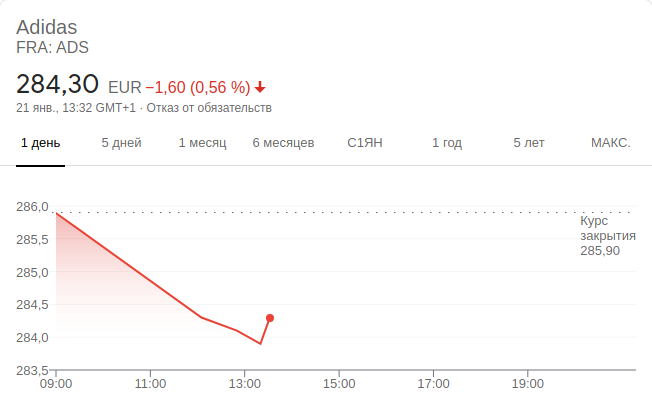 Adidas
FRA: ADS
284,30 EUR −1,60 (0,56 %)
21 янв., 13:32 GMT+1 · Отказ от обязательств
1 день 5 дней 1 месяц 6 месяцев С1ЯН 1 год 5 лет МАКС.
286,0
Курс
закрытия
285,90
285,5
285,0
284,5
284,0
283,5
09:00 11:00 13:00 15:00 17:00 19:00